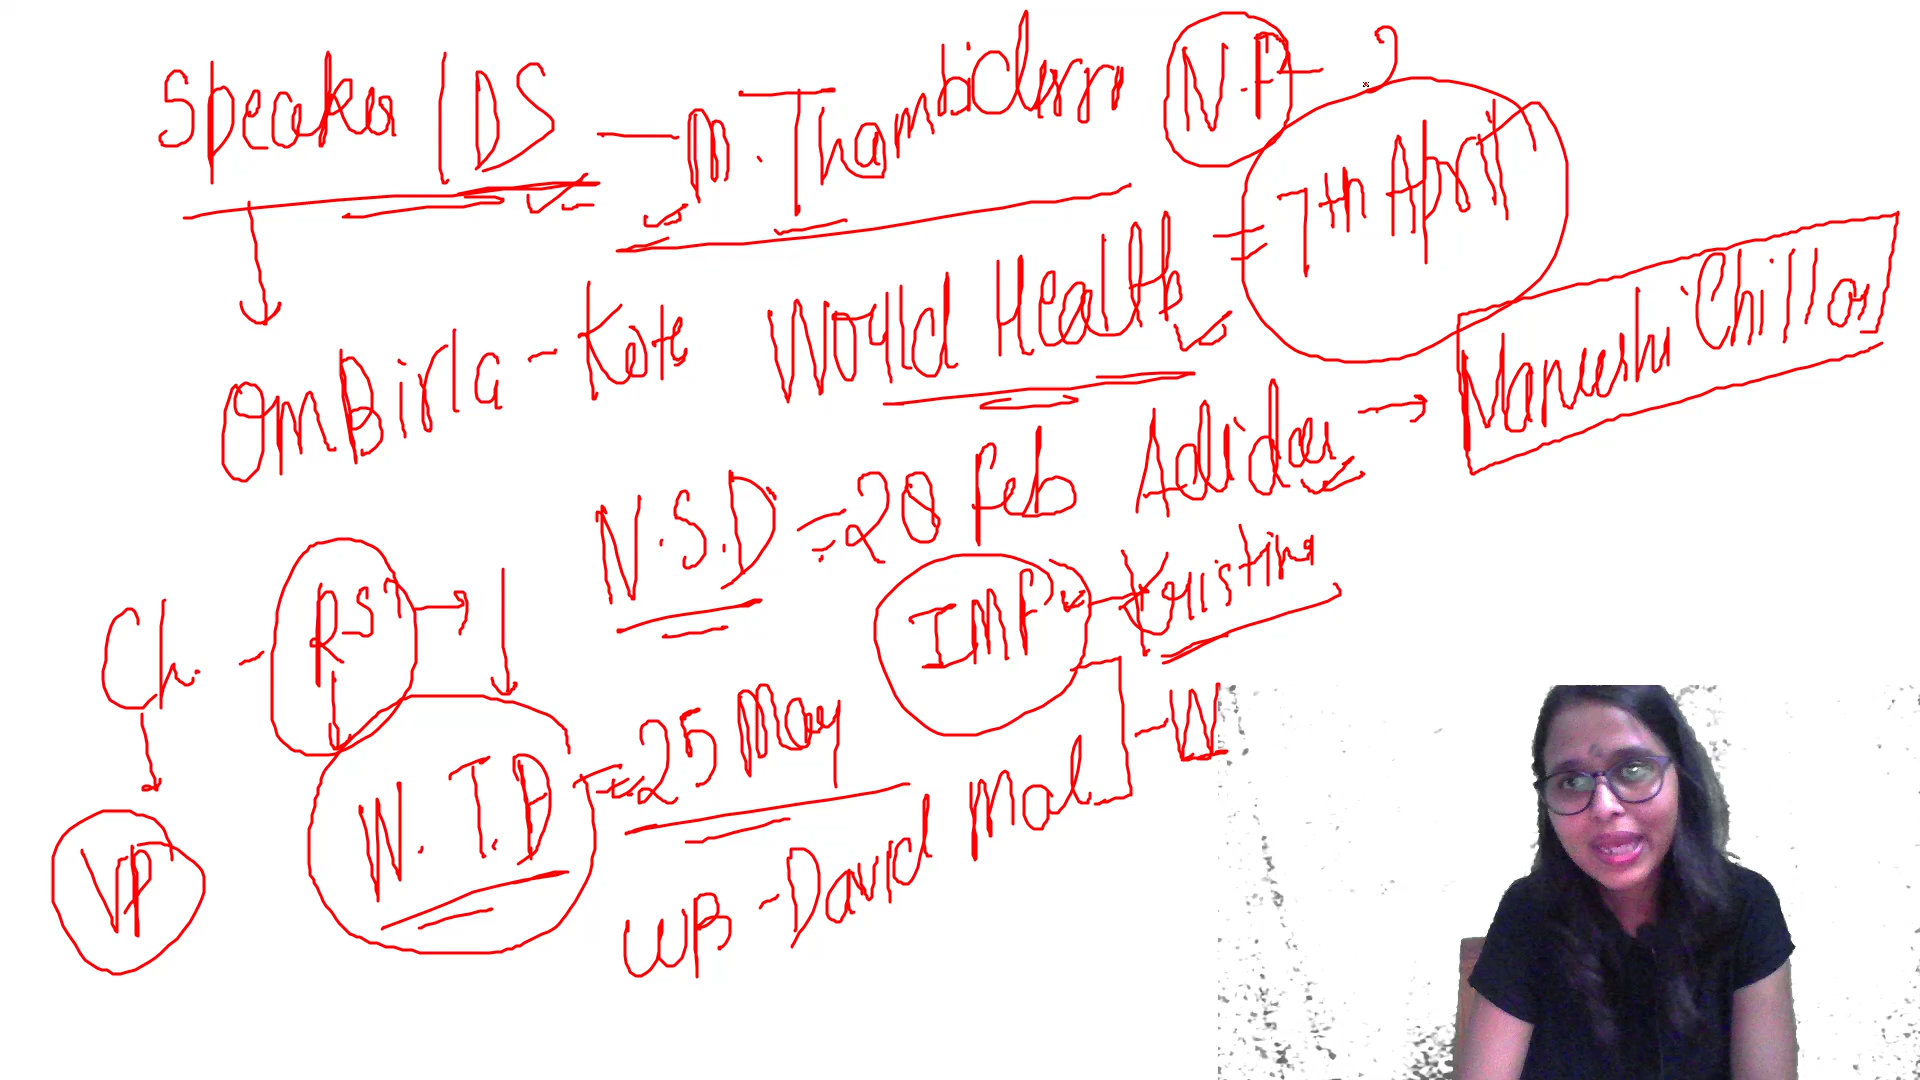 Speaker / DS — M. Thambidurai N.P ?
Om Birla - Kota World Health = 7th April
N.S.D = 28 Feb Adidas → Manushi Chillar
Ch. - RS → IMF - Kristina
VP N.T.D = 25 May W
WB - David Mal